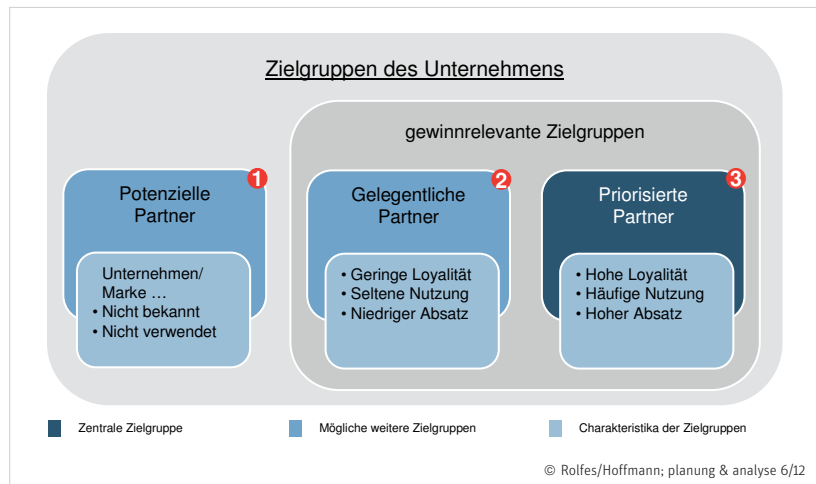 Zielgruppen des Unternehmens
gewinnrelevante Zielgruppen
1
Potenzielle
Partner
Unternehmen/
Marke …
• Nicht bekannt
• Nicht verwendet
2
Gelegentliche
Partner
• Geringe Loyalität
• Seltene Nutzung
• Niedriger Absatz
3
Priorisierte
Partner
• Hohe Loyalität
• Häufige Nutzung
• Hoher Absatz
Zentrale Zielgruppe
Mögliche weitere Zielgruppen
Charakteristika der Zielgruppen
© Rolfes/Hoffmann; planung & analyse 6/12